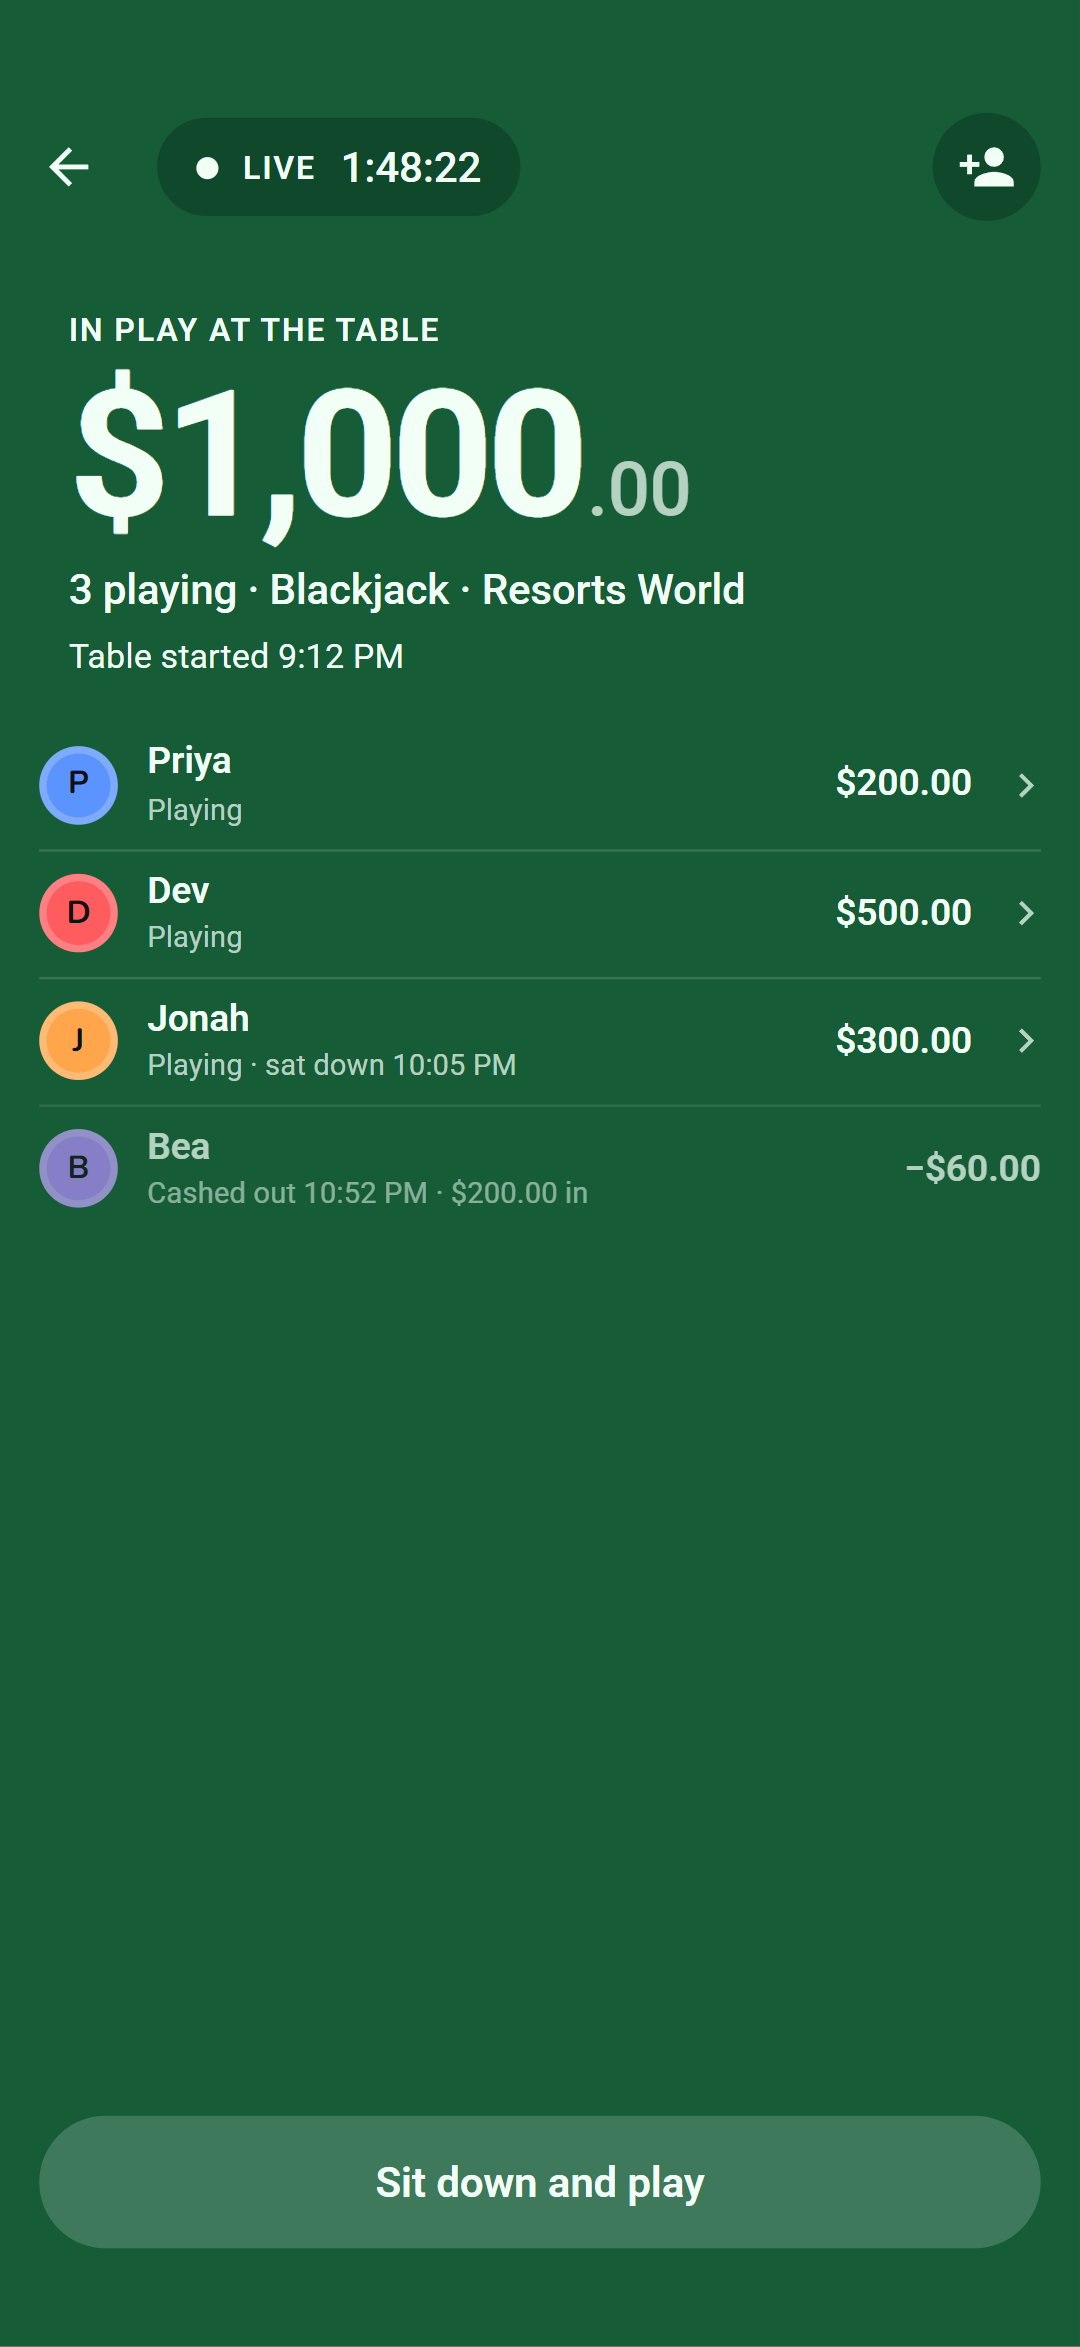 LIVE 1:48:22
IN PLAY AT THE TABLE
$1,000.00
3 playing · Blackjack · Resorts World
Table started 9:12 PM
P
Priya
Playing
$200.00
D
Dev
Playing
$500.00
J
Jonah
Playing · sat down 10:05 PM
$300.00
B
Bea
Cashed out 10:52 PM · $200.00 in
−$60.00
Sit down and play